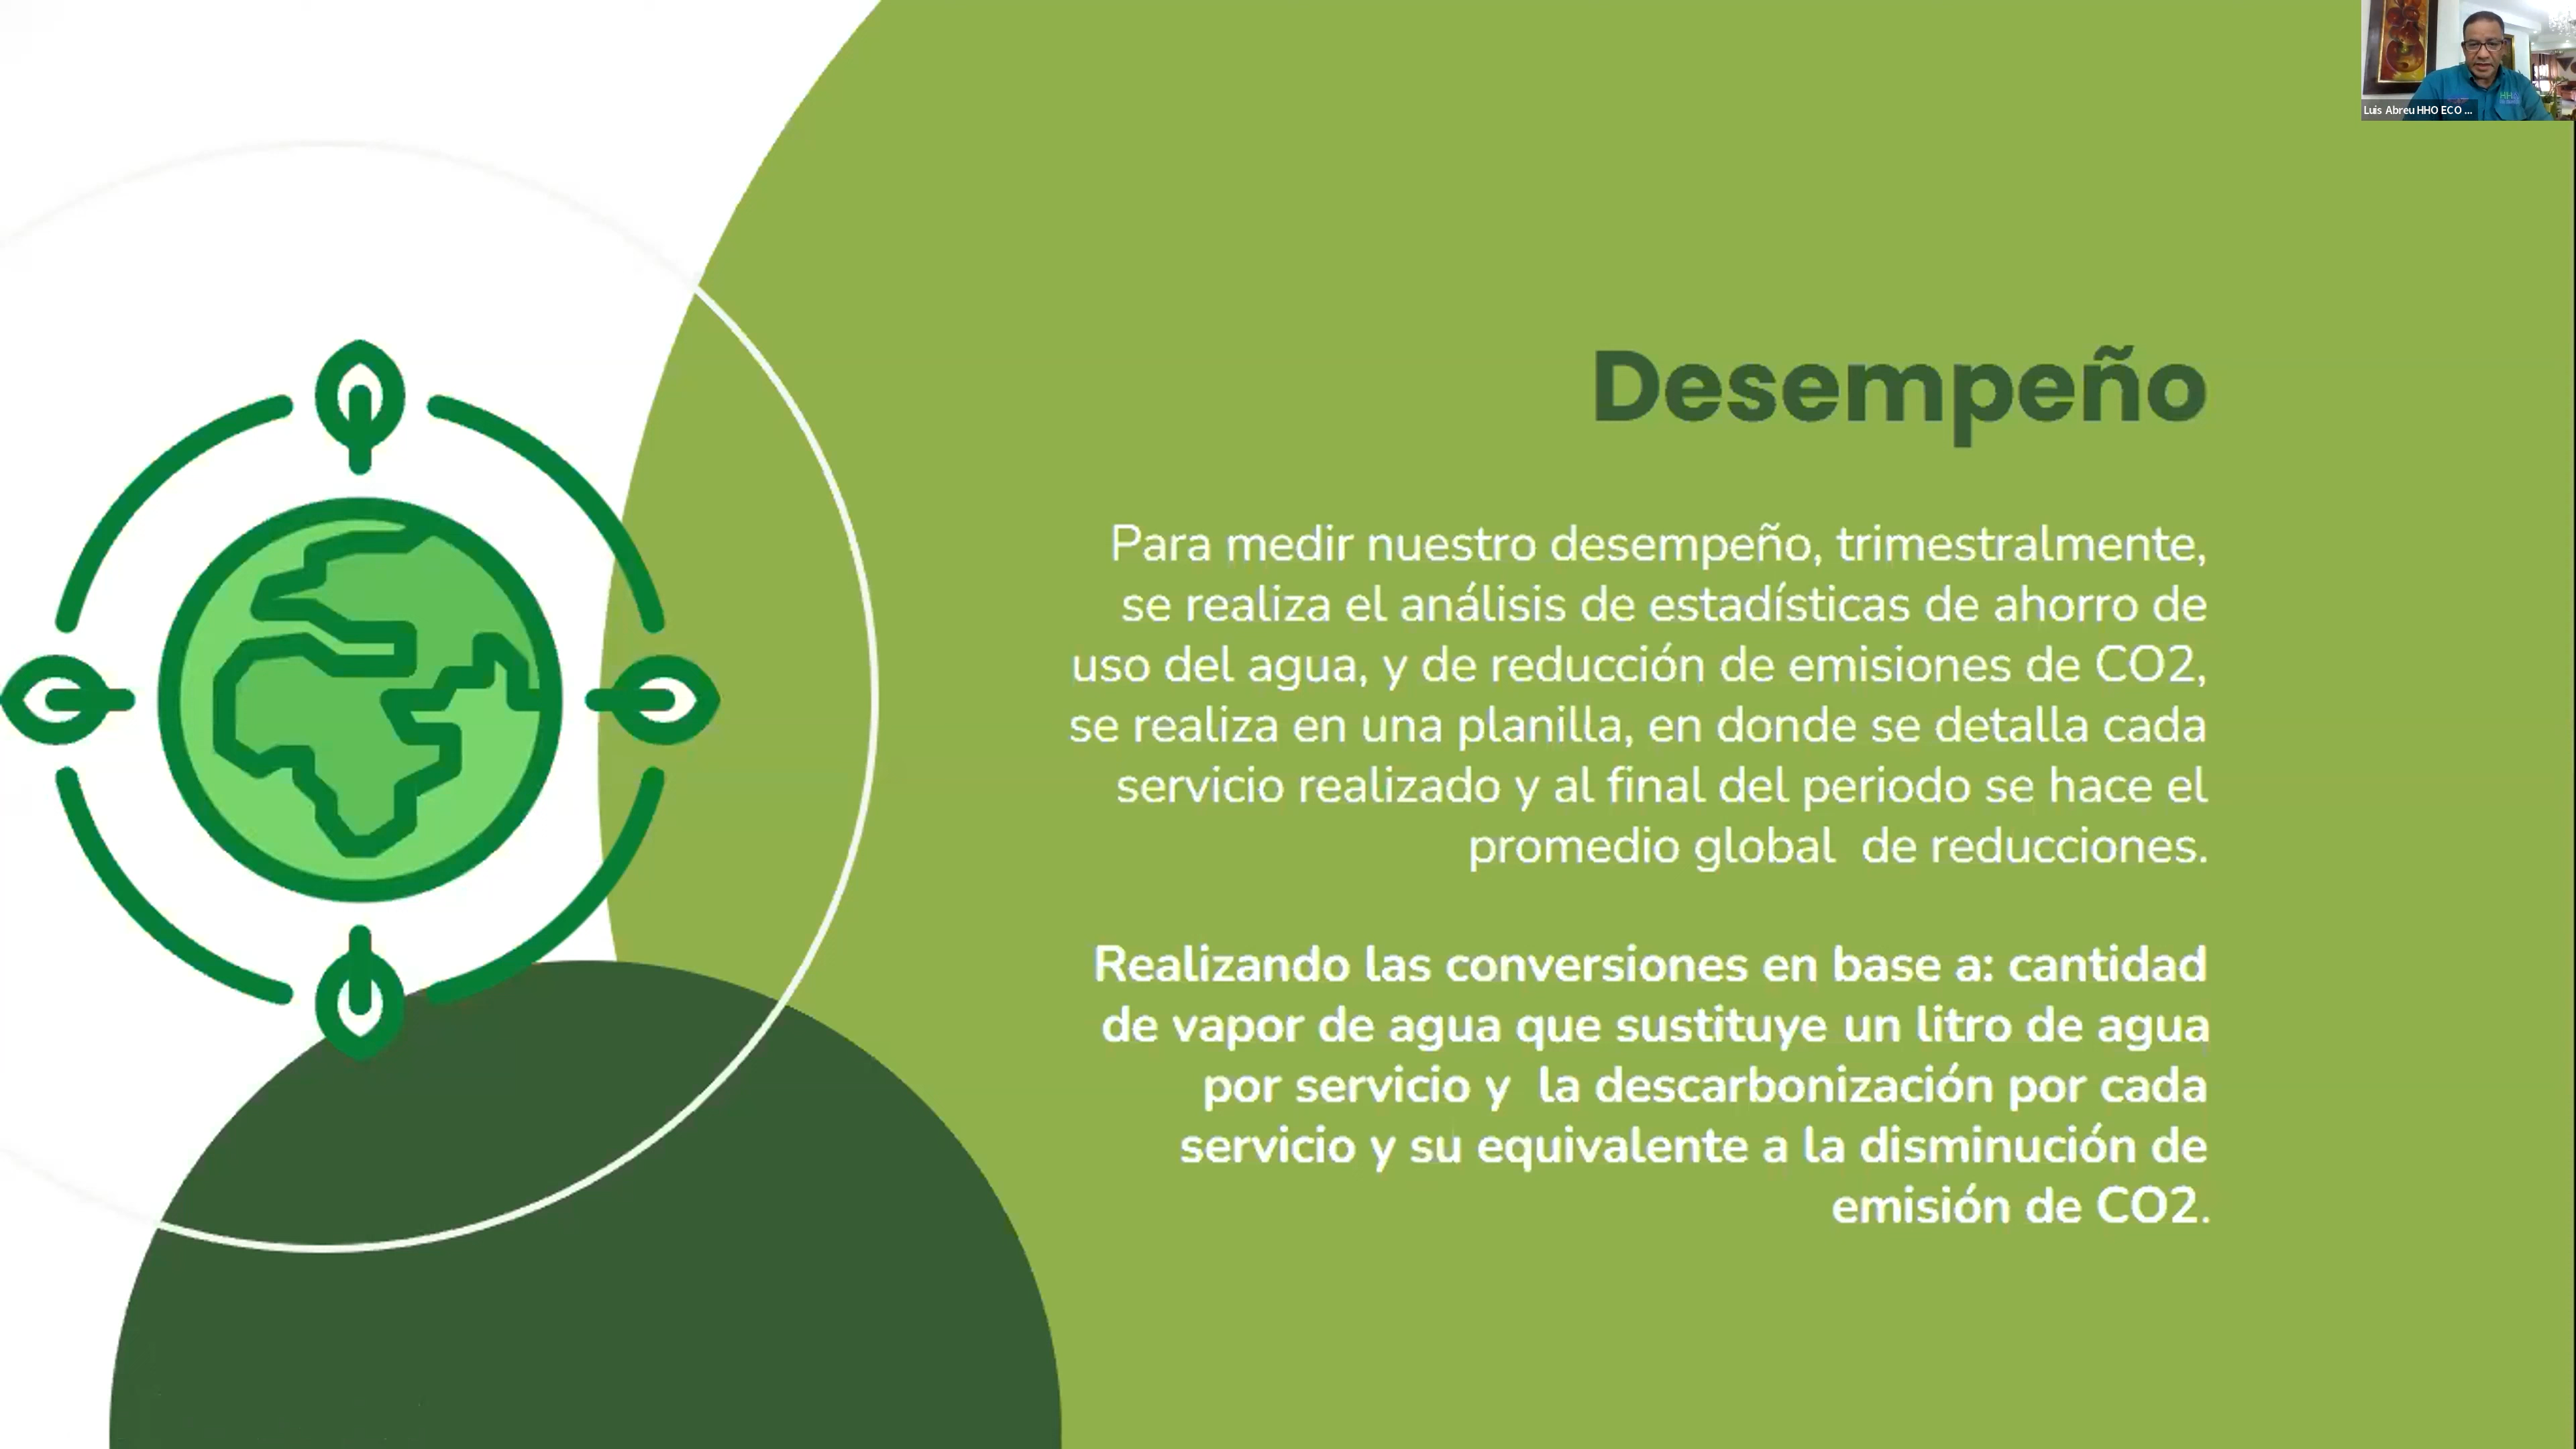 Luis Abreu HHO ECO ...
Desempeño
Para medir nuestro desempeño, trimestralmente,
se realiza el análisis de estadísticas de ahorro de
uso del agua, y de reducción de emisiones de CO2,
se realiza en una planilla, en donde se detalla cada
servicio realizado y al final del periodo se hace el
promedio global  de reducciones.
Realizando las conversiones en base a: cantidad
de vapor de agua que sustituye un litro de agua
por servicio y  la descarbonización por cada
servicio y su equivalente a la disminución de
emisión de CO2.